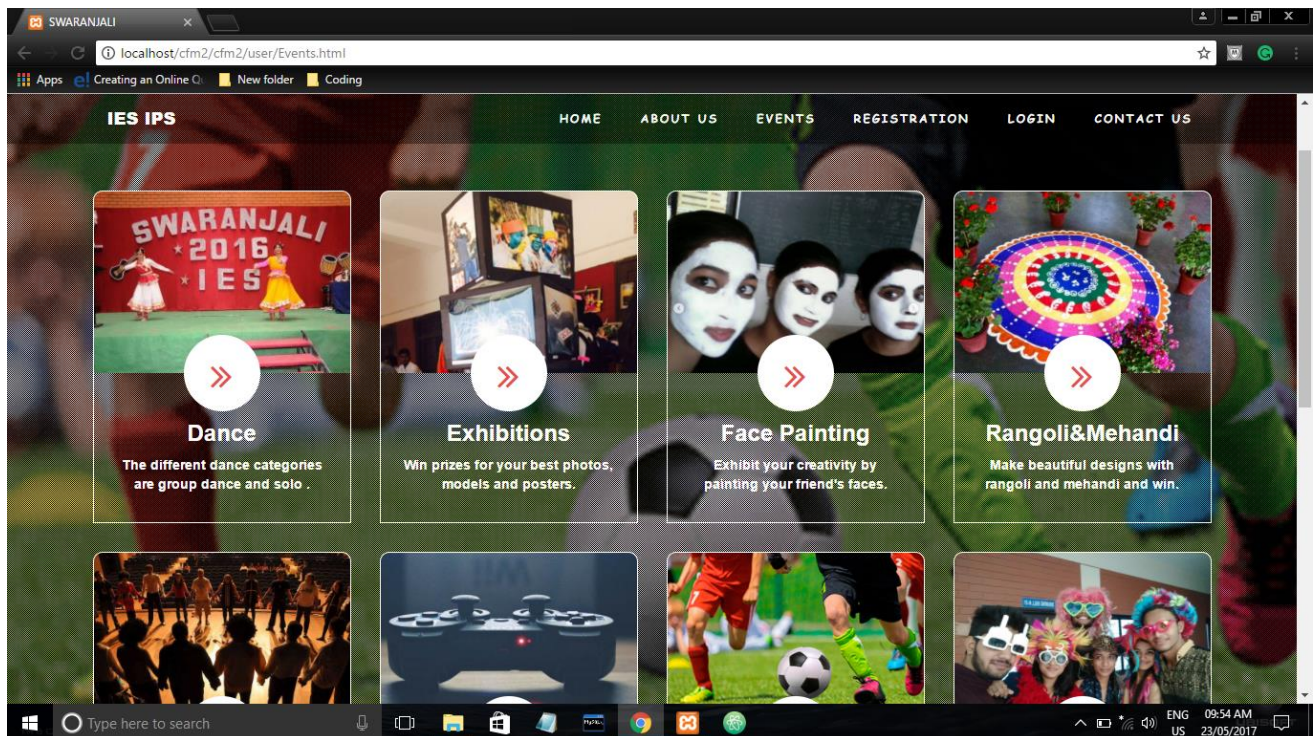 SWARANJALI
localhost/cfm2/cfm2/user/Events.html
Apps
Creating an Online Q
New folder
Coding
IES IPS
HOME
ABOUT US
EVENTS
REGISTRATION
LOGIN
CONTACT US
SWARANJALI
2016
IES
Dance
The different dance categories
are group dance and solo .
Exhibitions
Win prizes for your best photos,
models and posters.
Face Painting
Exhibit your creativity by
painting your friend's faces.
Rangoli&Mehandi
Make beautiful designs with
rangoli and mehandi and win.
Type here to search
ENG
US
09:54 AM
23/05/2017